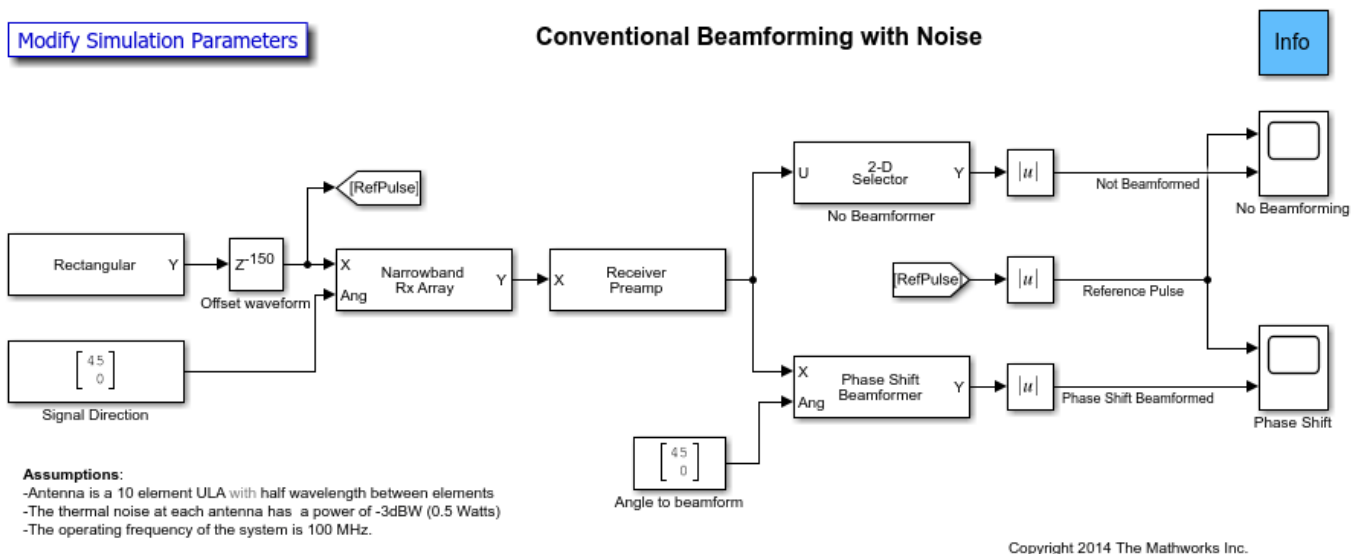 Modify Simulation Parameters
Conventional Beamforming with Noise
Info
[RefPulse]
U 2-D Selector Y
No Beamformer
|u|
Not Beamformed
No Beamforming
Rectangular Y
Z-150
Offset waveform
X Ang Narrowband Rx Array Y
X Receiver Preamp
[RefPulse]
|u|
Reference Pulse
45
0
Signal Direction
X Ang Phase Shift Beamformer Y
|u|
Phase Shift Beamformed
Phase Shift
45
0
Angle to beamform
Assumptions:
-Antenna is a 10 element ULA with half wavelength between elements
-The thermal noise at each antenna has a power of -3dBW (0.5 Watts)
-The operating frequency of the system is 100 MHz.
Copyright 2014 The Mathworks Inc.